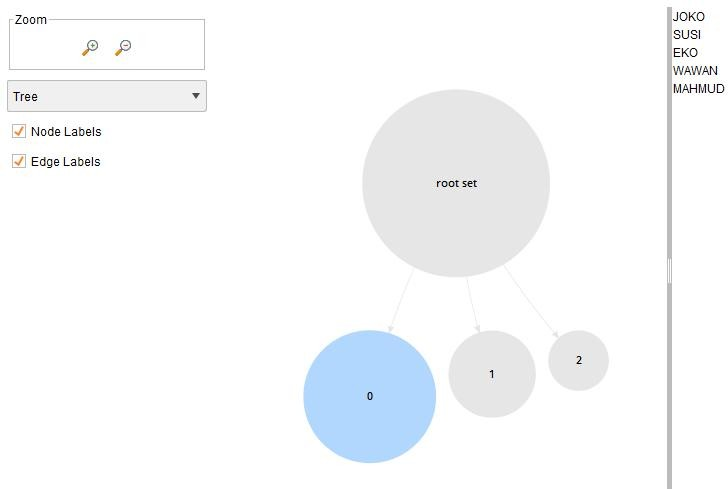 Zoom
Tree
Node Labels
Edge Labels
root set
0
1
2
JOKO
SUSI
EKO
WAWAN
MAHMUD